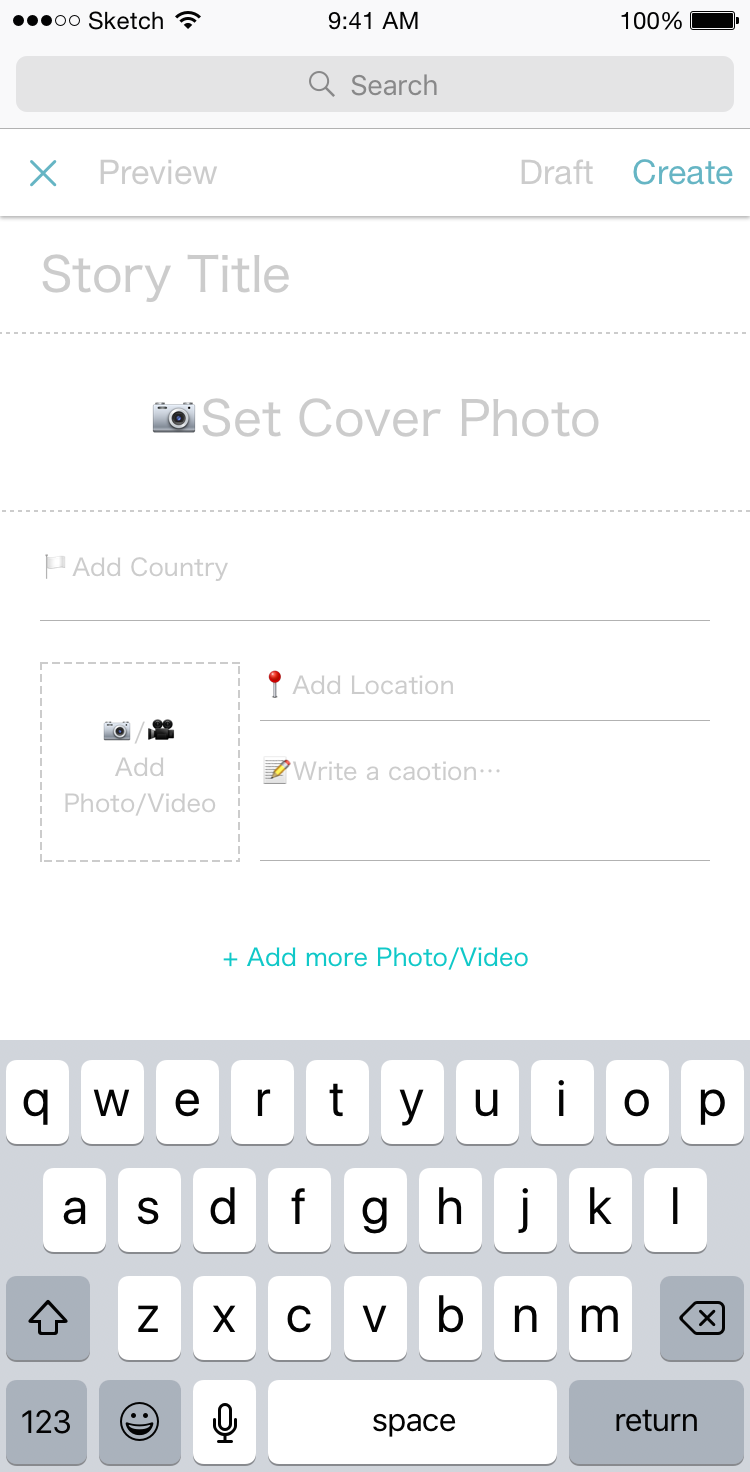 Sketch 9:41 AM 100%
Search
Preview Draft Create
Story Title
📷Set Cover Photo
🏳Add Country
📷/🎥
Add
Photo/Video
📍Add Location
📝Write a caotion…
+ Add more Photo/Video
q w e r t y u i o p
a s d f g h j k l
z x c v b n m
123 space return